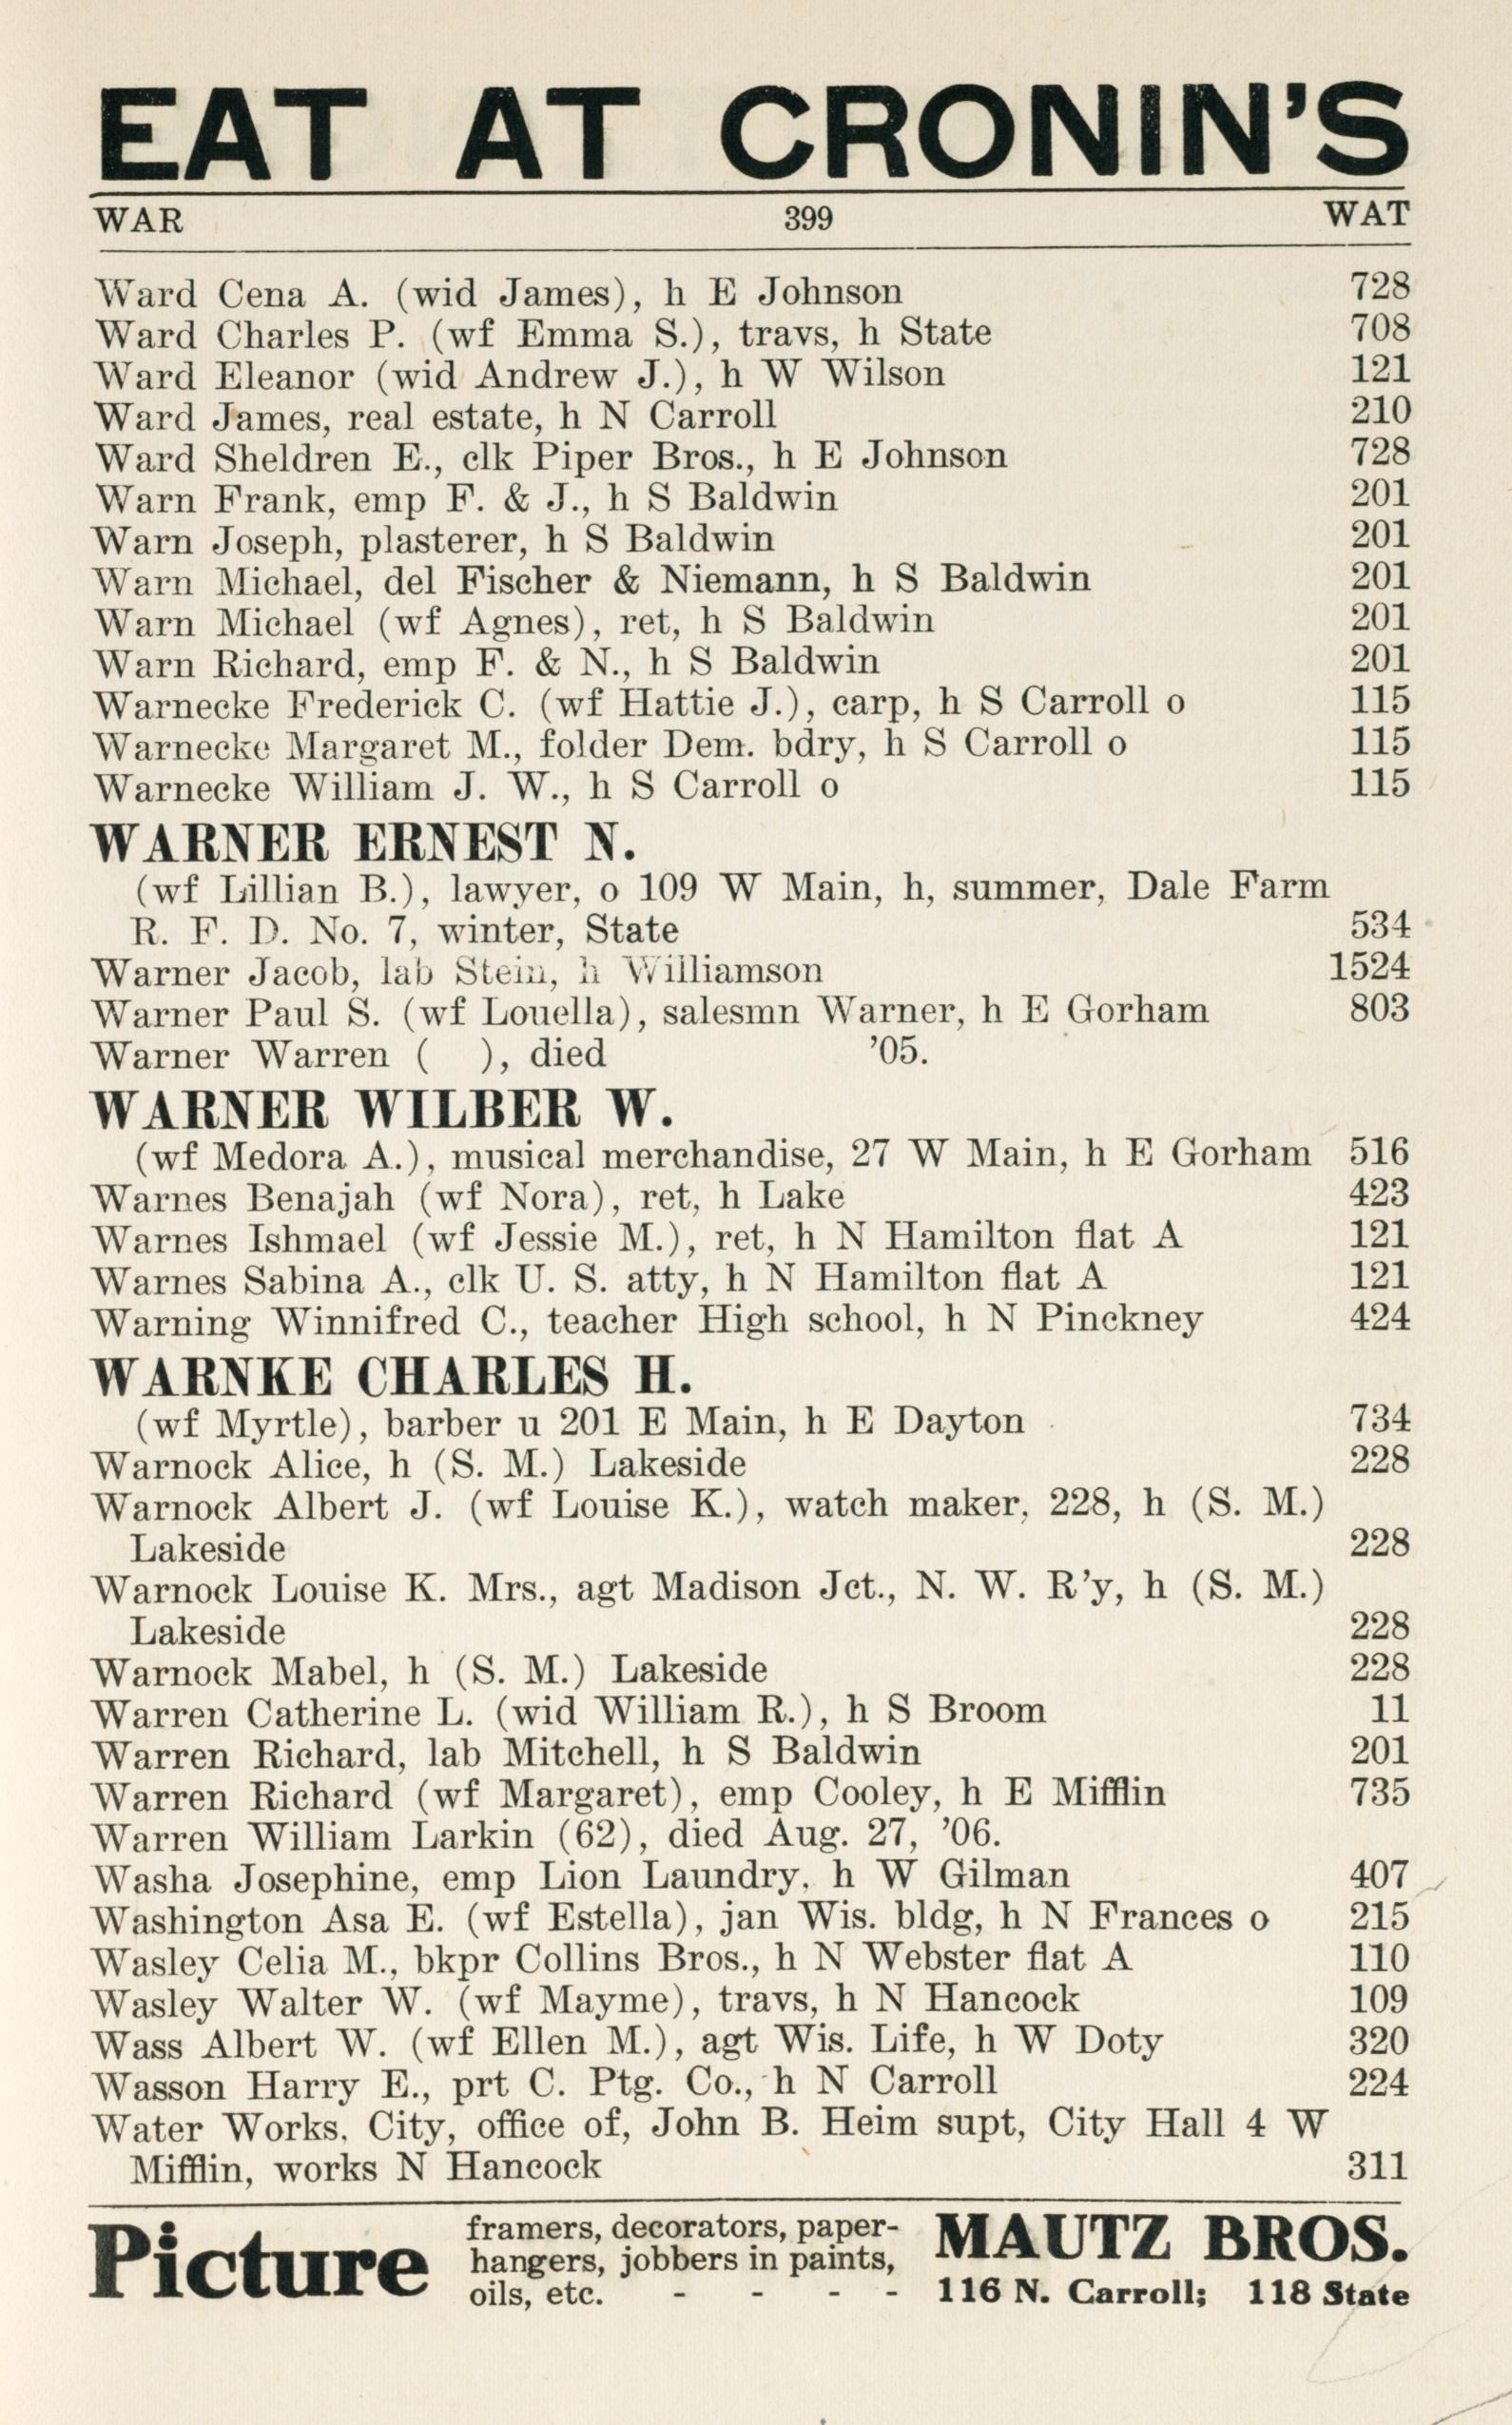 EAT AT CRONIN'S
WAR 399 WAT
Ward Cena A. (wid James), h E Johnson 728
Ward Charles P. (wf Emma S.), travs, h State 708
Ward Eleanor (wid Andrew J.), h W Wilson 121
Ward James, real estate, h N Carroll 210
Ward Sheldren E., clk Piper Bros., h E Johnson 728
Warn Frank, emp F. & J., h S Baldwin 201
Warn Joseph, plasterer, h S Baldwin 201
Warn Michael, del Fischer & Niemann, h S Baldwin 201
Warn Michael (wf Agnes), ret, h S Baldwin 201
Warn Richard, emp F. & N., h S Baldwin 201
Warnecke Frederick C. (wf Hattie J.), carp, h S Carroll o 115
Warnecke Margaret M., folder Dem. bdry, h S Carroll o 115
Warnecke William J. W., h S Carroll o 115
WARNER ERNEST N.
(wf Lillian B.), lawyer, o 109 W Main, h, summer, Dale Farm
R. F. D. No. 7, winter, State 534
Warner Jacob, lab Stein, h Williamson 1524
Warner Paul S. (wf Louella), salesmn Warner, h E Gorham 803
Warner Warren ( ), died '05.
WARNER WILBER W.
(wf Medora A.), musical merchandise, 27 W Main, h E Gorham 516
Warnes Benajah (wf Nora), ret, h Lake 423
Warnes Ishmael (wf Jessie M.), ret, h N Hamilton flat A 121
Warnes Sabina A., clk U. S. atty, h N Hamilton flat A 121
Warning Winnifred C., teacher High school, h N Pinckney 424
WARNKE CHARLES H.
(wf Myrtle), barber u 201 E Main, h E Dayton 734
Warnock Alice, h (S. M.) Lakeside 228
Warnock Albert J. (wf Louise K.), watch maker, 228, h (S. M.)
Lakeside 228
Warnock Louise K. Mrs., agt Madison Jct., N. W. R'y, h (S. M.)
Lakeside 228
Warnock Mabel, h (S. M.) Lakeside 228
Warren Catherine L. (wid William R.), h S Broom 11
Warren Richard, lab Mitchell, h S Baldwin 201
Warren Richard (wf Margaret), emp Cooley, h E Mifflin 735
Warren William Larkin (62), died Aug. 27, '06.
Washa Josephine, emp Lion Laundry, h W Gilman 407
Washington Asa E. (wf Estella), jan Wis. bldg, h N Frances o 215
Wasley Celia M., bkpr Collins Bros., h N Webster flat A 110
Wasley Walter W. (wf Mayme), travs, h N Hancock 109
Wass Albert W. (wf Ellen M.), agt Wis. Life, h W Doty 320
Wasson Harry E., prt C. Ptg. Co., h N Carroll 224
Water Works, City, office of, John B. Heim supt, City Hall 4 W
Mifflin, works N Hancock 311
Picture framers, decorators, paper-
hangers, jobbers in paints,
oils, etc. - - - -
MAUTZ BROS.
116 N. Carroll; 118 State